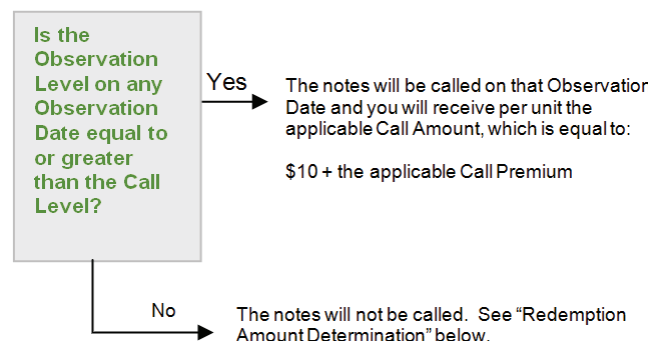 Is the
Observation
Level on any
Observation
Date equal to
or greater
than the Call
Level?
Yes
The notes will be called on that Observation
Date and you will receive per unit the
applicable Call Amount, which is equal to:
$10 + the applicable Call Premium
No
The notes will not be called. See “Redemption
Amount Determination” below.